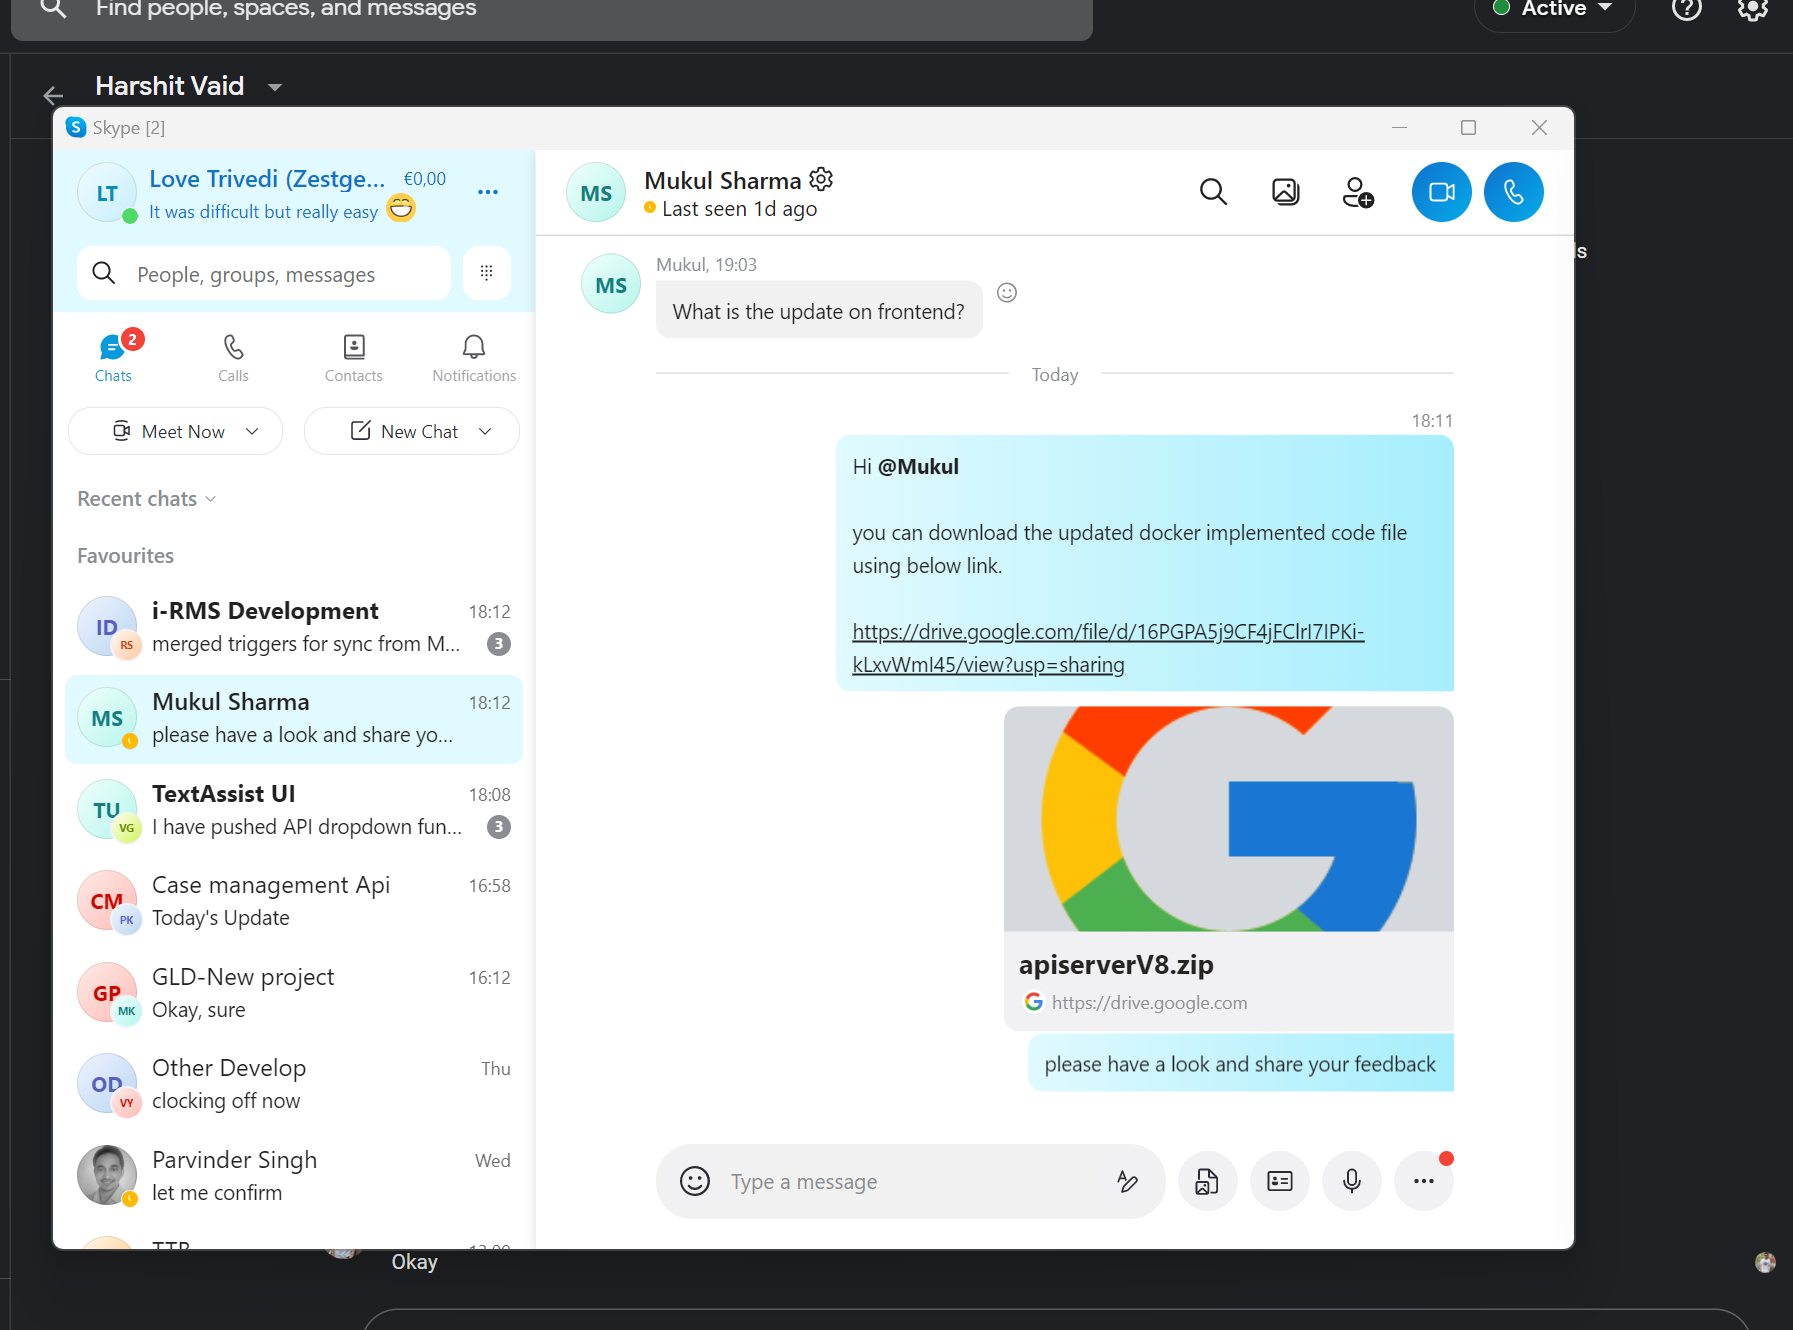 Find people, spaces, and messages
Active
Harshit Vaid
S Skype [2]
LT
Love Trivedi (Zestge...
€0,00
It was difficult but really easy
People, groups, messages
Chats
2
Calls
Contacts
Notifications
Meet Now
New Chat
Recent chats
Favourites
ID
RS
i-RMS Development
18:12
merged triggers for sync from M...
3
MS
Mukul Sharma
18:12
please have a look and share yo...
TU
VG
TextAssist UI
18:08
I have pushed API dropdown fun...
3
CM
PK
Case management Api
16:58
Today's Update
GP
MK
GLD-New project
16:12
Okay, sure
OD
VY
Other Develop
Thu
clocking off now
Parvinder Singh
Wed
let me confirm
MS
Mukul Sharma
Last seen 1d ago
MS
Mukul, 19:03
What is the update on frontend?
Today
18:11
Hi @Mukul
you can download the updated docker implemented code file
using below link.
https://drive.google.com/file/d/16PGPA5j9CF4jFClrI7IPKi-
kLxvWmI45/view?usp=sharing
apiserverV8.zip
https://drive.google.com
please have a look and share your feedback
Type a message
ls
Okay